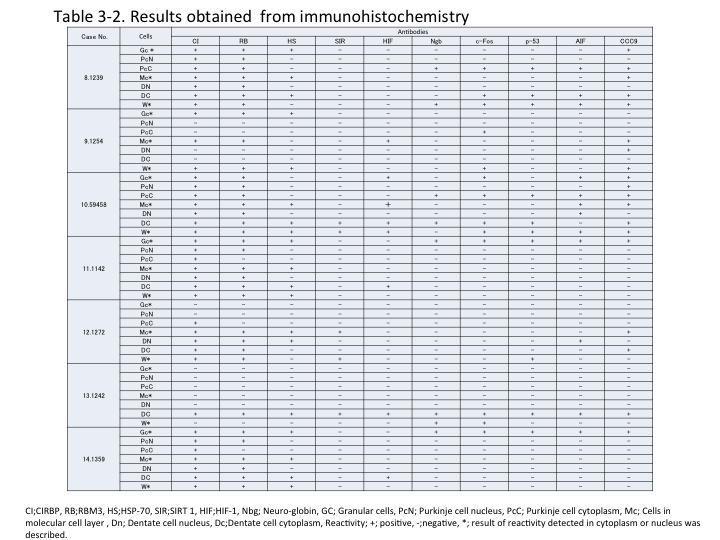 Table 3-2. Results obtained from immunohistochemistry
Case No. Cells Antibodies
CI RB HS SIR HIF Ngb c-Fos p-53 AIF CCC9
8.1239
Gc * + + + – – – – – – +
PcN + + – – – – – – – –
PcC + + – – – + + + + +
Mc* + + + – – – – – – +
DN + + – – – – – – – –
DC + + – – – – + + + +
W* + + – – – + + + + +
9.1254
Gc* + + + – – – – – – –
PcN – – – – – – – – – –
PcC – – – – – – + – – –
Mc* + + – – + – – – – +
DN – – – – – – – – – +
DC – – – – – – – – – –
W* + + + – – – + – – +
10.59458
Gc* + + – – + – + – + +
PcN + + – – – – – – – +
PcC + + – – – + + + + +
Mc* + + + – + – – – + +
DN + + – – – – – – + –
DC + + + + + + + + + +
W* + + + + + – + – + +
11.1142
Gc* + + + – – + + + + +
PcN + + – – – – – – – –
PcC + – – – – – – – – –
Mc* + + + – – – – – – –
DN + + – – – – – – – –
DC + + + – + – – – – –
W* + + + – – – – – – –
12.1272
Gc* – – – – – – – – – –
PcN – – – – – – – – – –
PcC + – – – – – – – – –
Mc* + + + + – – – – – +
DN + + + – – – – – + –
DC + + – – – – – – – +
W* + + – + – – – + – –
13.1242
Gc* – – – – – – – – – –
PcN – – – – – – – – – –
PcC – – – – – – – – – –
Mc* – – – – – – – – – –
DN – – – – – – – – – –
DC + + + + + + + + + +
W* – – – – – + + – – –
14.1359
Gc* + + + – – + + + + +
PcN + + – – – – – – – –
PcC + – – – – – – – – –
Mc* + + + – – – – – – –
DN + + – – – – – – – –
DC + + + – + – – – – –
W* + + + – – – – – – –
CI;CIRBP, RB;RBM3, HS;HSP-70, SIR;SIRT 1, HIF;HIF-1, Nbg; Neuro-globin, GC; Granular cells, PcN; Purkinje cell nucleus, PcC; Purkinje cell cytoplasm, Mc; Cells in
molecular cell layer , Dn; Dentate cell nucleus, Dc;Dentate cell cytoplasm, Reactivity; +; positive, -;negative, *; result of reactivity detected in cytoplasm or nucleus was
described.